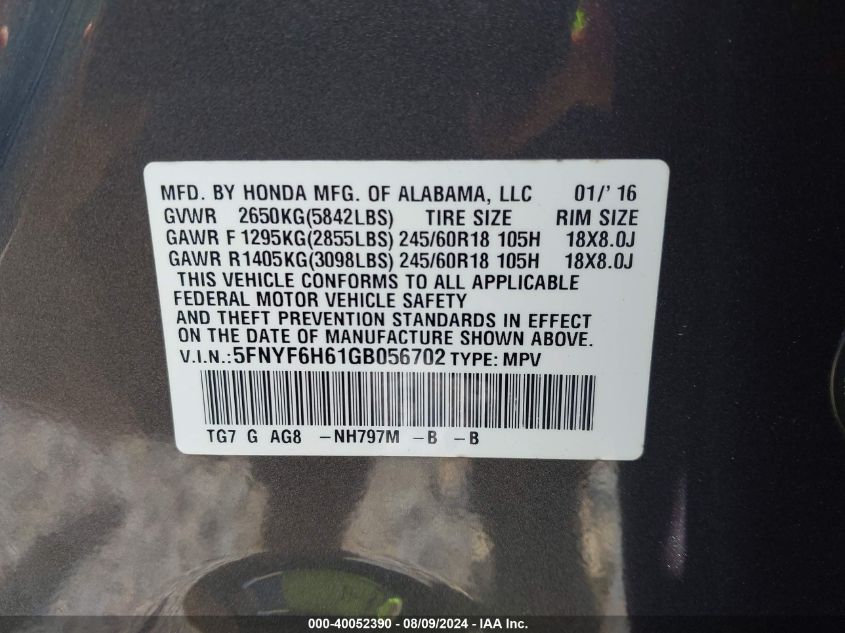 MFD. BY HONDA MFG. OF ALABAMA, LLC 01/' 16
GVWR 2650KG(5842LBS) TIRE SIZE RIM SIZE
GAWR F 1295KG(2855LBS) 245/60R18 105H 18X8.0J
GAWR R1405KG(3098LBS) 245/60R18 105H 18X8.0J
THIS VEHICLE CONFORMS TO ALL APPLICABLE
FEDERAL MOTOR VEHICLE SAFETY
AND THEFT PREVENTION STANDARDS IN EFFECT
ON THE DATE OF MANUFACTURE SHOWN ABOVE.
V.I.N.:5FNYF6H61GB056702 TYPE: MPV
TG7 G AG8 -NH797M -B -B
000-40052390 - 08/09/2024 - IAA Inc.